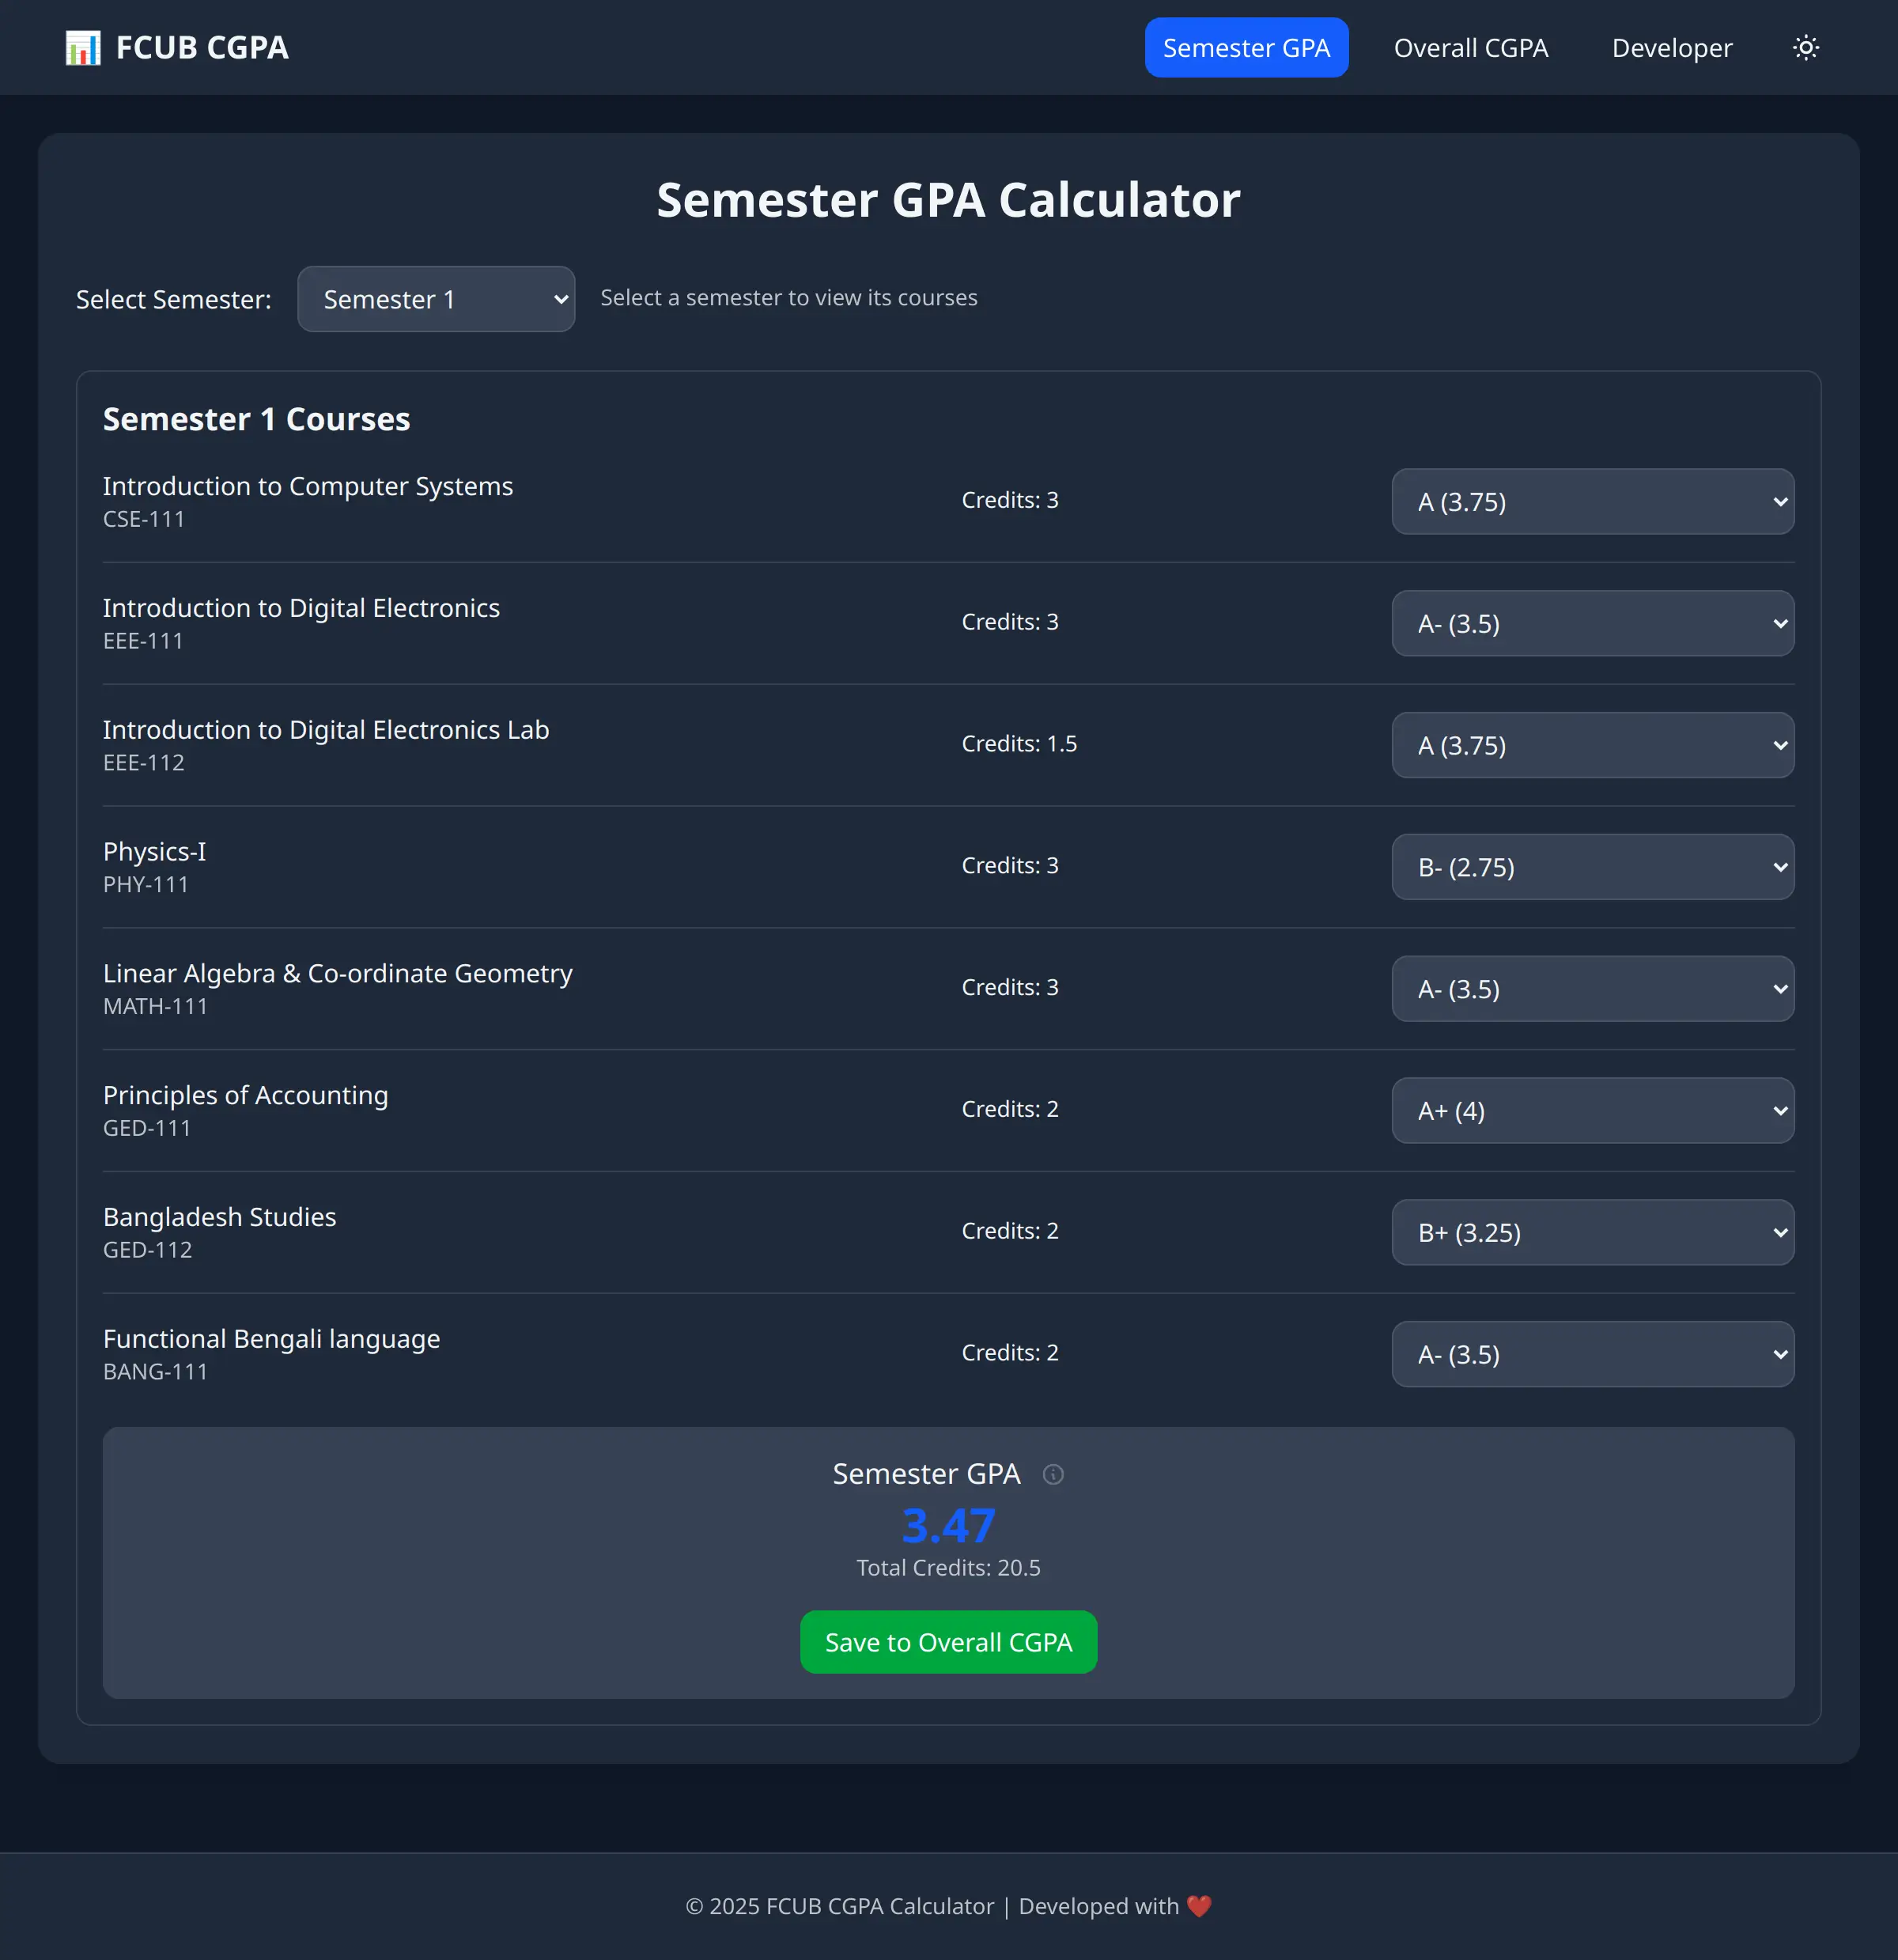 📊 FCUB CGPA
Semester GPA
Overall CGPA
Developer
Semester GPA Calculator
Select Semester: Semester 1 Select a semester to view its courses
Semester 1 Courses
Introduction to Computer Systems
CSE-111
Credits: 3
A (3.75)
Introduction to Digital Electronics
EEE-111
Credits: 3
A- (3.5)
Introduction to Digital Electronics Lab
EEE-112
Credits: 1.5
A (3.75)
Physics-I
PHY-111
Credits: 3
B- (2.75)
Linear Algebra & Co-ordinate Geometry
MATH-111
Credits: 3
A- (3.5)
Principles of Accounting
GED-111
Credits: 2
A+ (4)
Bangladesh Studies
GED-112
Credits: 2
B+ (3.25)
Functional Bengali language
BANG-111
Credits: 2
A- (3.5)
Semester GPA
3.47
Total Credits: 20.5
Save to Overall CGPA
© 2025 FCUB CGPA Calculator | Developed with ❤️